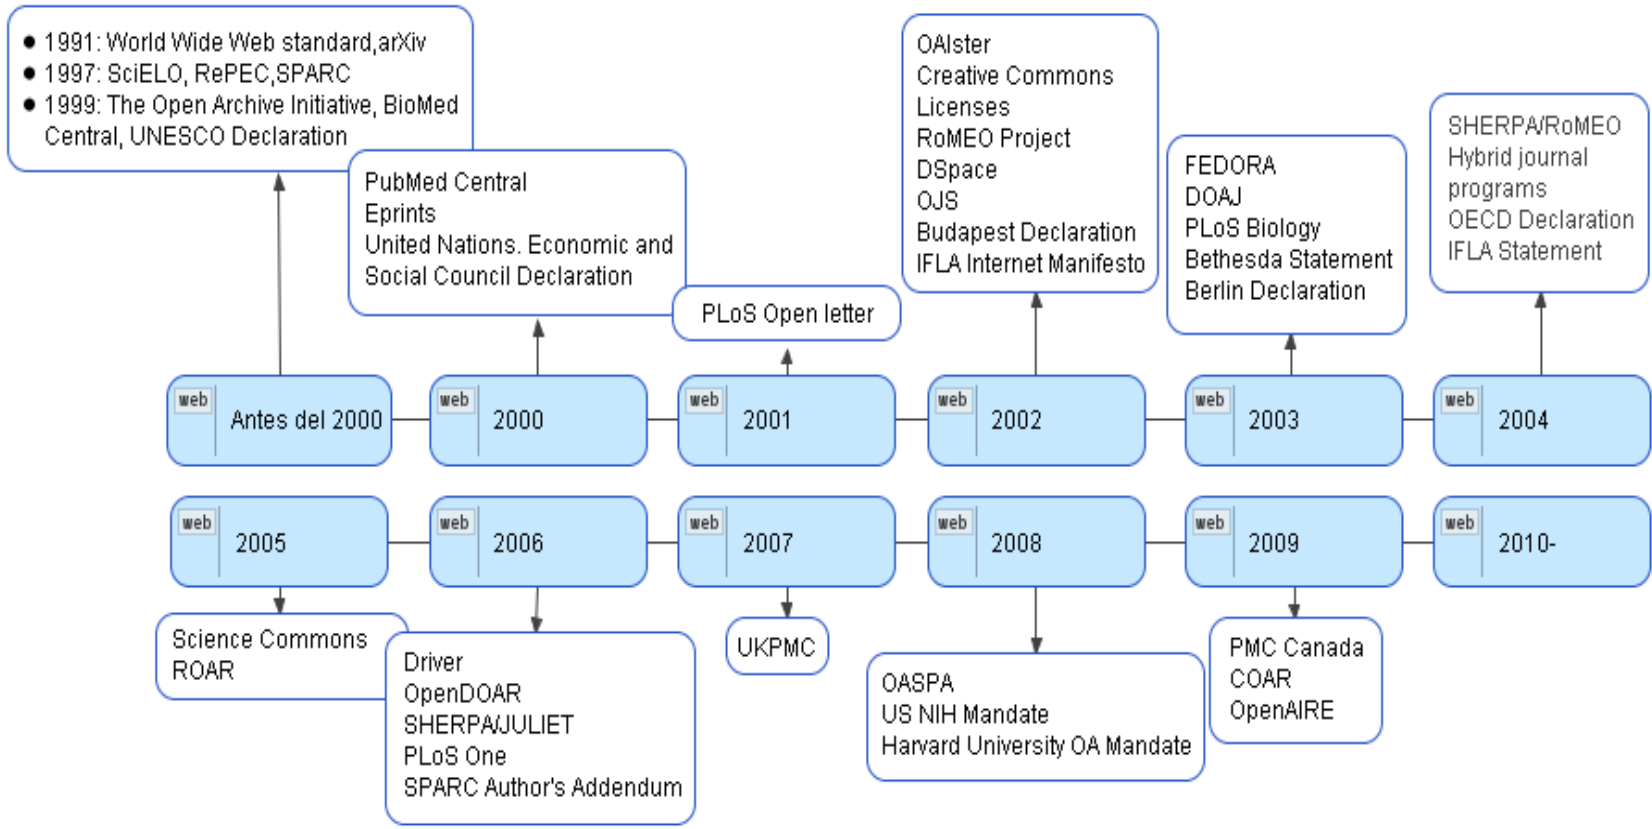 ● 1991: World Wide Web standard,arXiv
● 1997: SciELO, RePEC,SPARC
● 1999: The Open Archive Initiative, BioMed
Central, UNESCO Declaration
PubMed Central
Eprints
United Nations. Economic and
Social Council Declaration
PLoS Open letter
OAIster
Creative Commons
Licenses
RoMEO Project
DSpace
OJS
Budapest Declaration
IFLA Internet Manifesto
FEDORA
DOAJ
PLoS Biology
Bethesda Statement
Berlin Declaration
SHERPA/RoMEO
Hybrid journal
programs
OECD Declaration
IFLA Statement
web Antes del 2000
web 2000
web 2001
web 2002
web 2003
web 2004
web 2005
web 2006
web 2007
web 2008
web 2009
web 2010-
Science Commons
ROAR
Driver
OpenDOAR
SHERPA/JULIET
PLoS One
SPARC Author's Addendum
UKPMC
OASPA
US NIH Mandate
Harvard University OA Mandate
PMC Canada
COAR
OpenAIRE